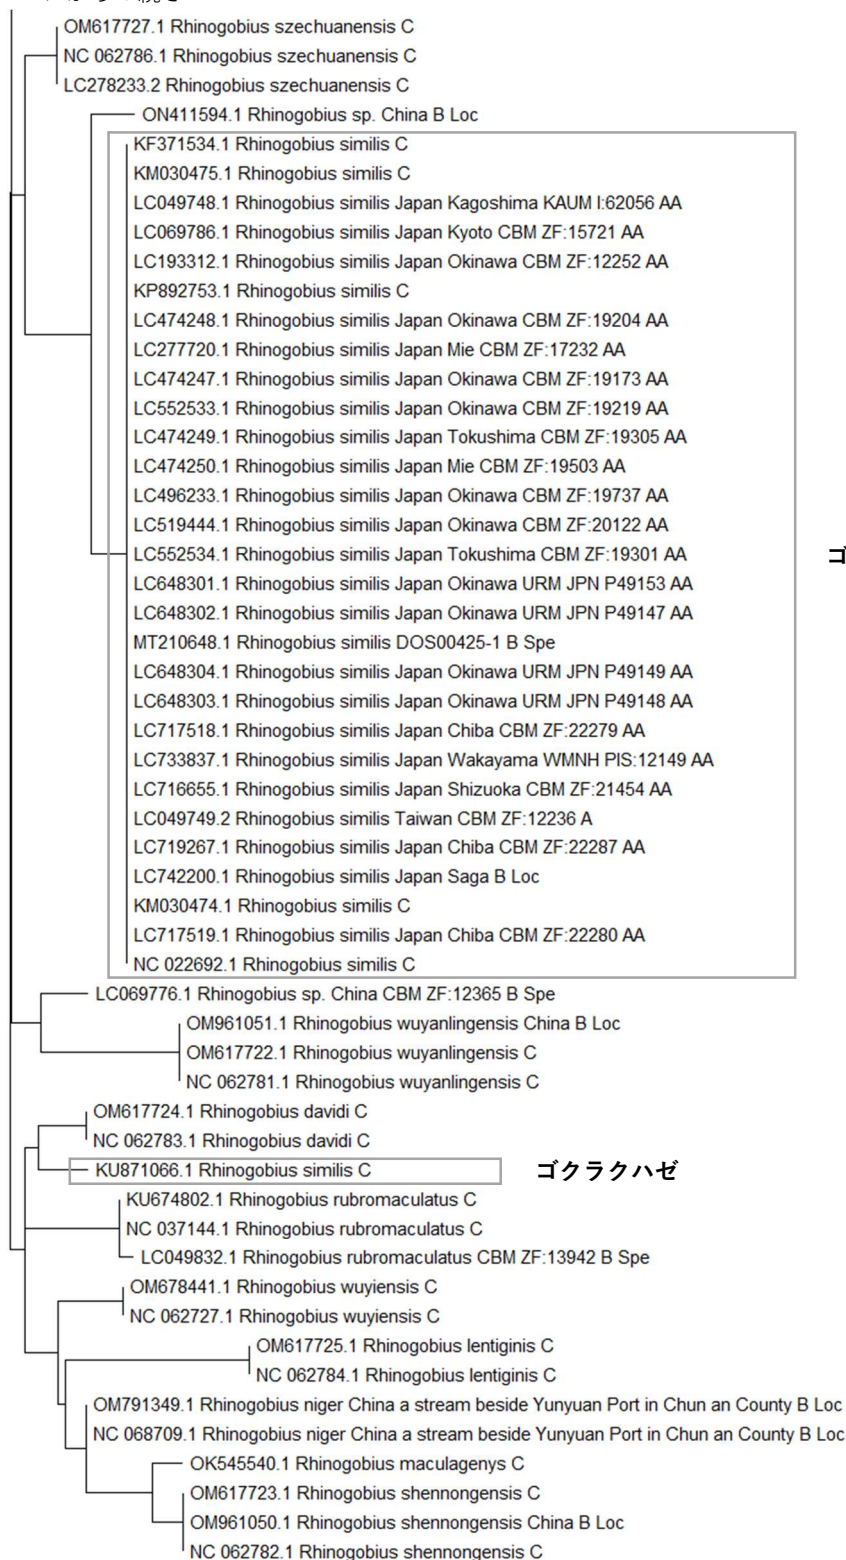 OM617727.1 Rhinogobius szechuanensis C
NC 062786.1 Rhinogobius szechuanensis C
LC278233.2 Rhinogobius szechuanensis C
ON411594.1 Rhinogobius sp. China B Loc
KF371534.1 Rhinogobius similis C
KM030475.1 Rhinogobius similis C
LC049748.1 Rhinogobius similis Japan Kagoshima KAUM I:62056 AA
LC069786.1 Rhinogobius similis Japan Kyoto CBM ZF:15721 AA
LC193312.1 Rhinogobius similis Japan Okinawa CBM ZF:12252 AA
KP892753.1 Rhinogobius similis C
LC474248.1 Rhinogobius similis Japan Okinawa CBM ZF:19204 AA
LC277720.1 Rhinogobius similis Japan Mie CBM ZF:17232 AA
LC474247.1 Rhinogobius similis Japan Okinawa CBM ZF:19173 AA
LC552533.1 Rhinogobius similis Japan Okinawa CBM ZF:19219 AA
LC474249.1 Rhinogobius similis Japan Tokushima CBM ZF:19305 AA
LC474250.1 Rhinogobius similis Japan Mie CBM ZF:19503 AA
LC496233.1 Rhinogobius similis Japan Okinawa CBM ZF:19737 AA
LC519444.1 Rhinogobius similis Japan Okinawa CBM ZF:20122 AA
LC552534.1 Rhinogobius similis Japan Tokushima CBM ZF:19301 AA
ゴ
LC648301.1 Rhinogobius similis Japan Okinawa URM JPN P49153 AA
LC648302.1 Rhinogobius similis Japan Okinawa URM JPN P49147 AA
MT210648.1 Rhinogobius similis DOS00425-1 B Spe
LC648304.1 Rhinogobius similis Japan Okinawa URM JPN P49149 AA
LC648303.1 Rhinogobius similis Japan Okinawa URM JPN P49148 AA
LC717518.1 Rhinogobius similis Japan Chiba CBM ZF:22279 AA
LC733837.1 Rhinogobius similis Japan Wakayama WMNH PIS:12149 AA
LC716655.1 Rhinogobius similis Japan Shizuoka CBM ZF:21454 AA
LC049749.2 Rhinogobius similis Taiwan CBM ZF:12236 A
LC719267.1 Rhinogobius similis Japan Chiba CBM ZF:22287 AA
LC742200.1 Rhinogobius similis Japan Saga B Loc
KM030474.1 Rhinogobius similis C
LC717519.1 Rhinogobius similis Japan Chiba CBM ZF:22280 AA
NC 022692.1 Rhinogobius similis C
LC069776.1 Rhinogobius sp. China CBM ZF:12365 B Spe
OM961051.1 Rhinogobius wuyanlingensis China B Loc
OM617722.1 Rhinogobius wuyanlingensis C
NC 062781.1 Rhinogobius wuyanlingensis C
OM617724.1 Rhinogobius davidi C
NC 062783.1 Rhinogobius davidi C
KU871066.1 Rhinogobius similis C ゴクラクハゼ
KU674802.1 Rhinogobius rubromaculatus C
NC 037144.1 Rhinogobius rubromaculatus C
LC049832.1 Rhinogobius rubromaculatus CBM ZF:13942 B Spe
OM678441.1 Rhinogobius wuyiensis C
NC 062727.1 Rhinogobius wuyiensis C
OM617725.1 Rhinogobius lentiginis C
NC 062784.1 Rhinogobius lentiginis C
OM791349.1 Rhinogobius niger China a stream beside Yunyuan Port in Chun an County B Loc
NC 068709.1 Rhinogobius niger China a stream beside Yunyuan Port in Chun an County B Loc
OK545540.1 Rhinogobius maculagenys C
OM617723.1 Rhinogobius shennongensis C
OM961050.1 Rhinogobius shennongensis China B Loc
NC 062782.1 Rhinogobius shennongensis C